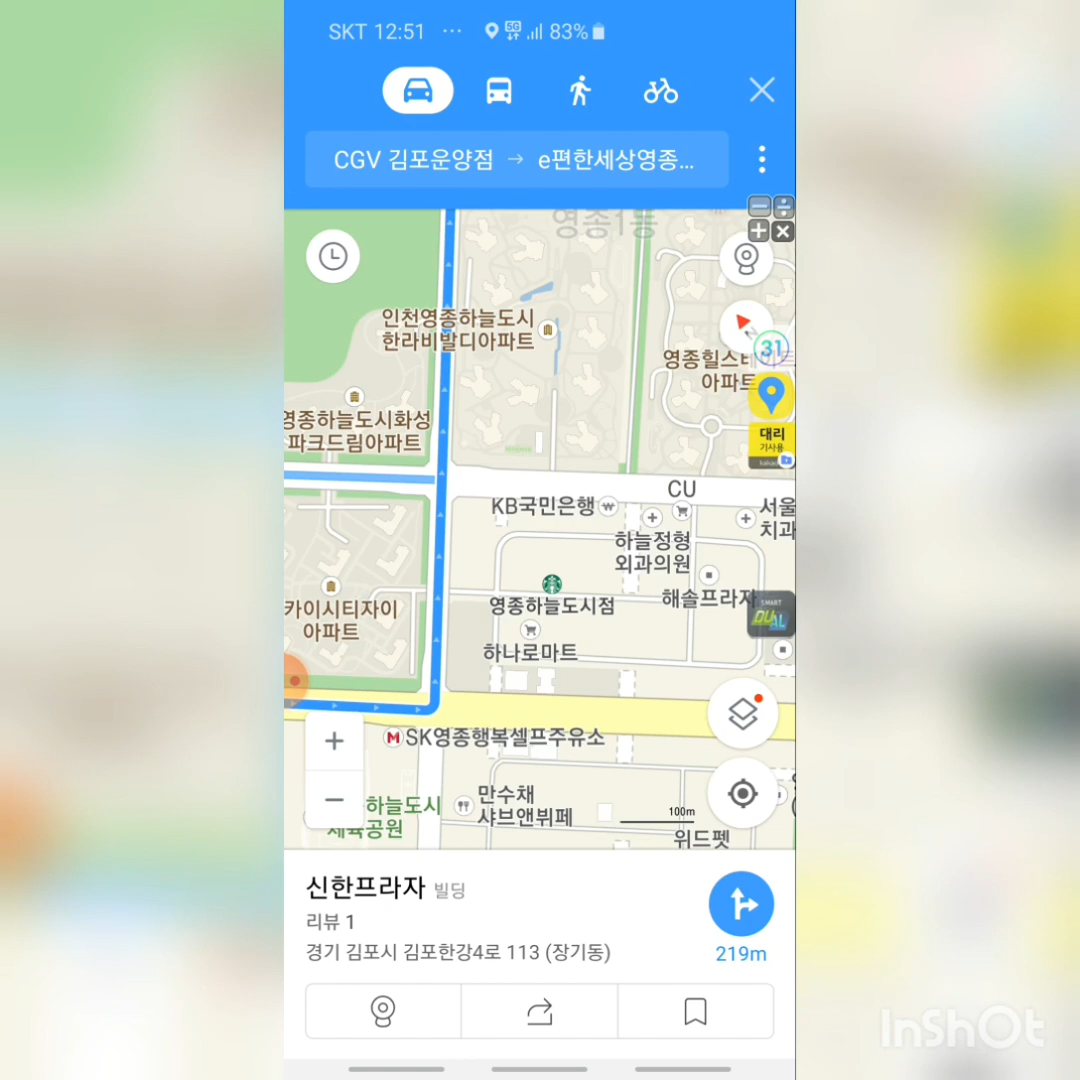 SKT 12:51 ··· 5G 83%
CGV 김포운양점 → e편한세상영종...
영종1동
인천영종하늘도시
한라비발디아파트
영종힐스테이트
아파트
31
영종하늘도시화성
파크드림아파트
대리
기사용
kakao
CU
KB국민은행
서울
치과
하늘정형
외과의원
영종하늘도시점
해솔프라자
SMART
DUAL
카이시티자이
아파트
하나로마트
SK영종행복셀프주유소
하늘도시
체육공원
만수채
샤브앤뷔페
100m
위드펫
신한프라자 빌딩
리뷰 1
경기 김포시 김포한강4로 113 (장기동)
219m
InShOt